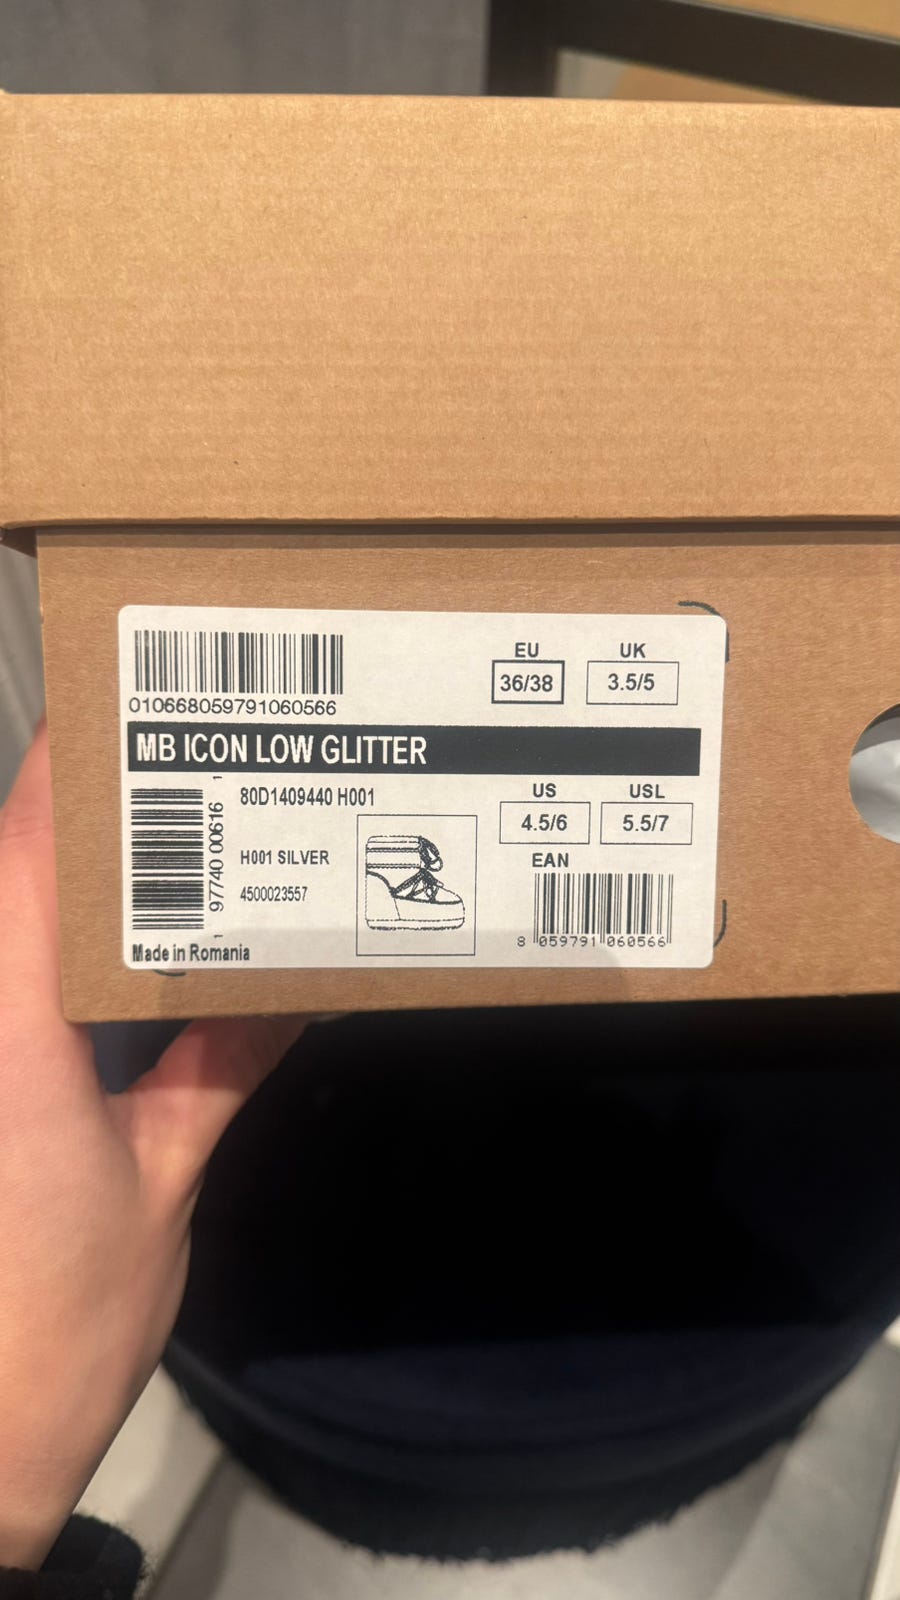 EU UK
36/38 3.5/5
010668059791060566
MB ICON LOW GLITTER
1 97740 00616 1
80D1409440 H001
H001 SILVER
4500023557
US USL
4.5/6 5.5/7
EAN
8 059791 060566
Made in Romania